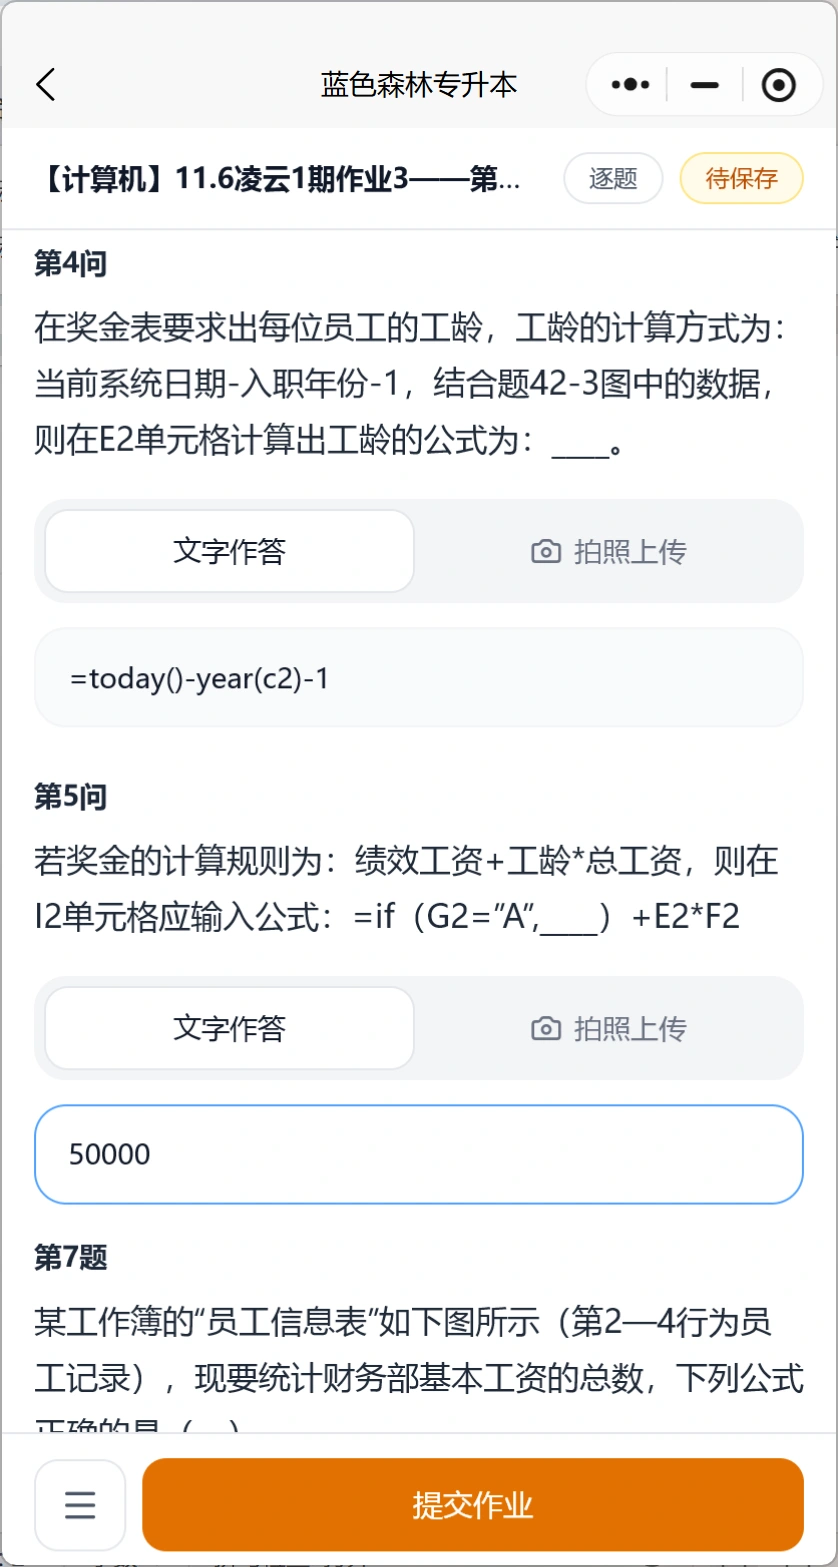 蓝色森林专升本
【计算机】11.6凌云1期作业3——第...
逐题
待保存
第4问
在奖金表要求出每位员工的工龄，工龄的计算方式为：
当前系统日期-入职年份-1，结合题42-3图中的数据，
则在E2单元格计算出工龄的公式为：____。
文字作答
拍照上传
=today()-year(c2)-1
第5问
若奖金的计算规则为：绩效工资+工龄*总工资，则在
I2单元格应输入公式：=if（G2=”A”,____）+E2*F2
文字作答
拍照上传
50000
第7题
某工作簿的“员工信息表”如下图所示（第2—4行为员
工记录），现要统计财务部基本工资的总数，下列公式
正确的是（ ）
提交作业